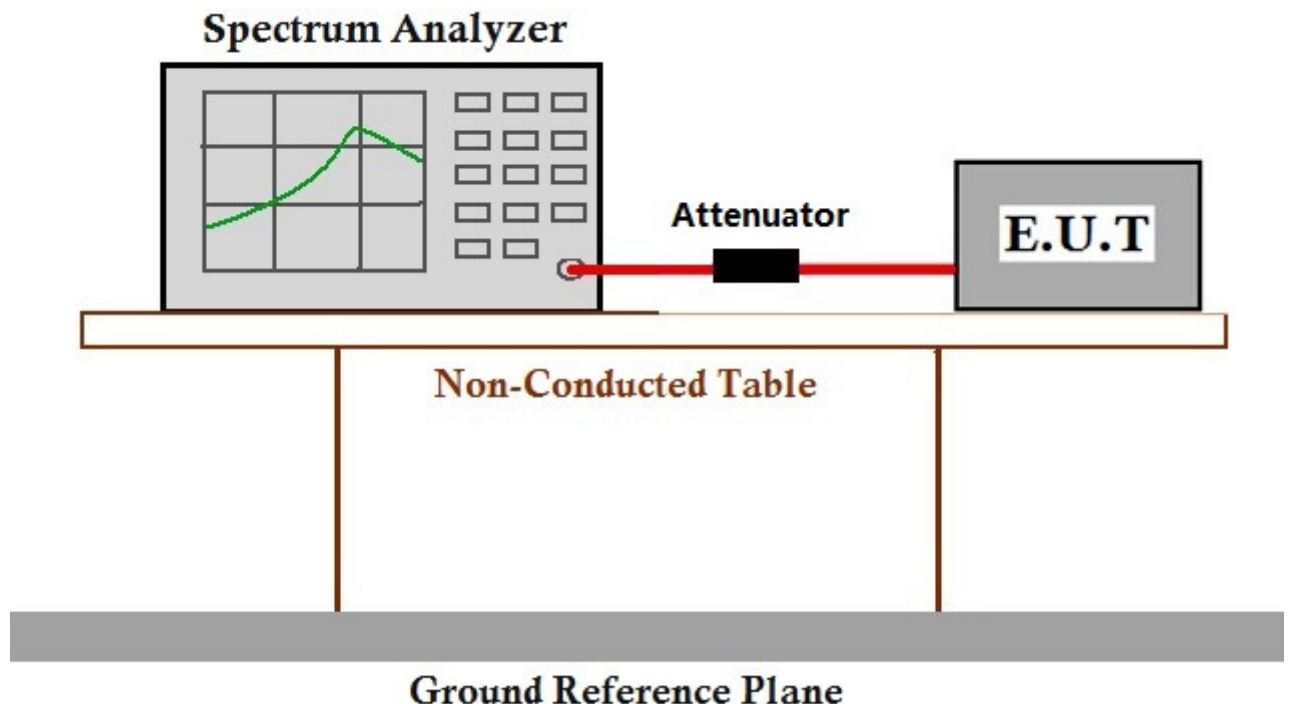 Spectrum Analyzer
Attenuator
E.U.T
Non-Conducted Table
Ground Reference Plane